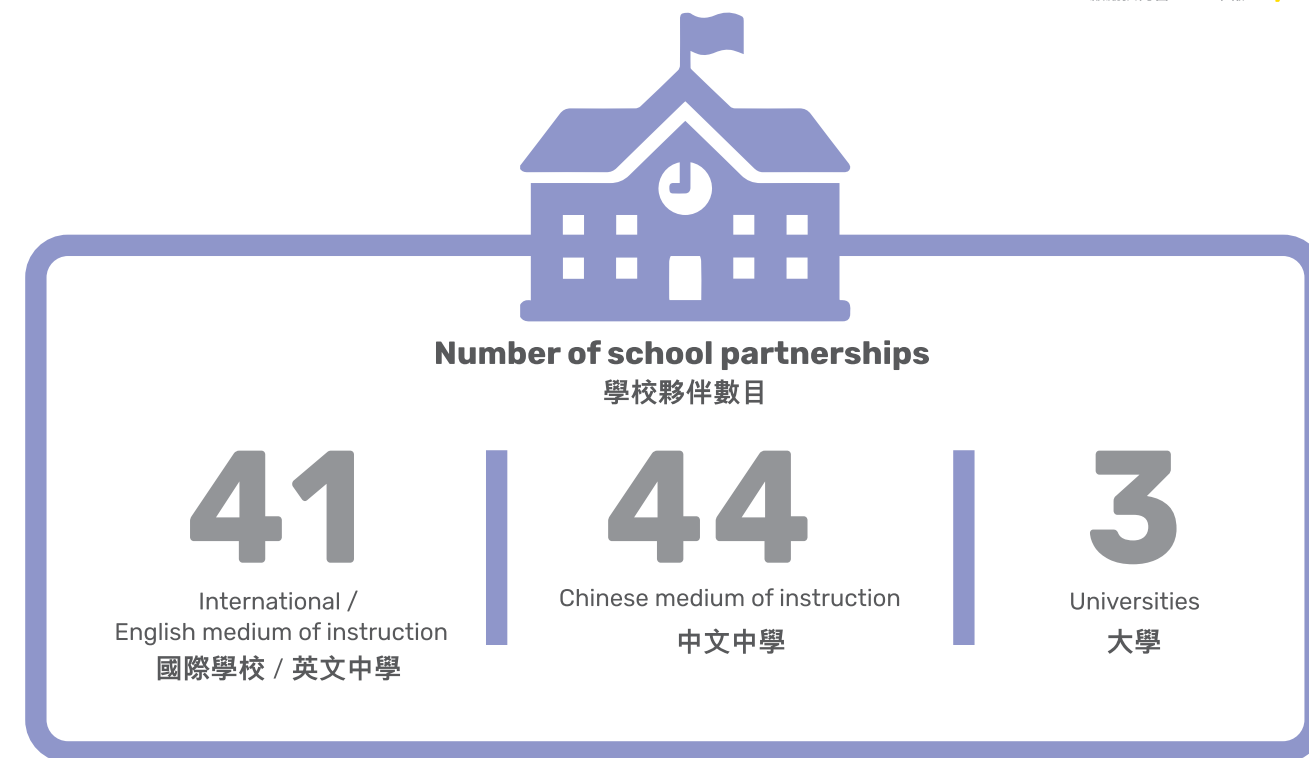 Number of school partnerships
學校夥伴數目
41
International /
English medium of instruction
國際學校 / 英文中學
44
Chinese medium of instruction
中文中學
3
Universities
大學